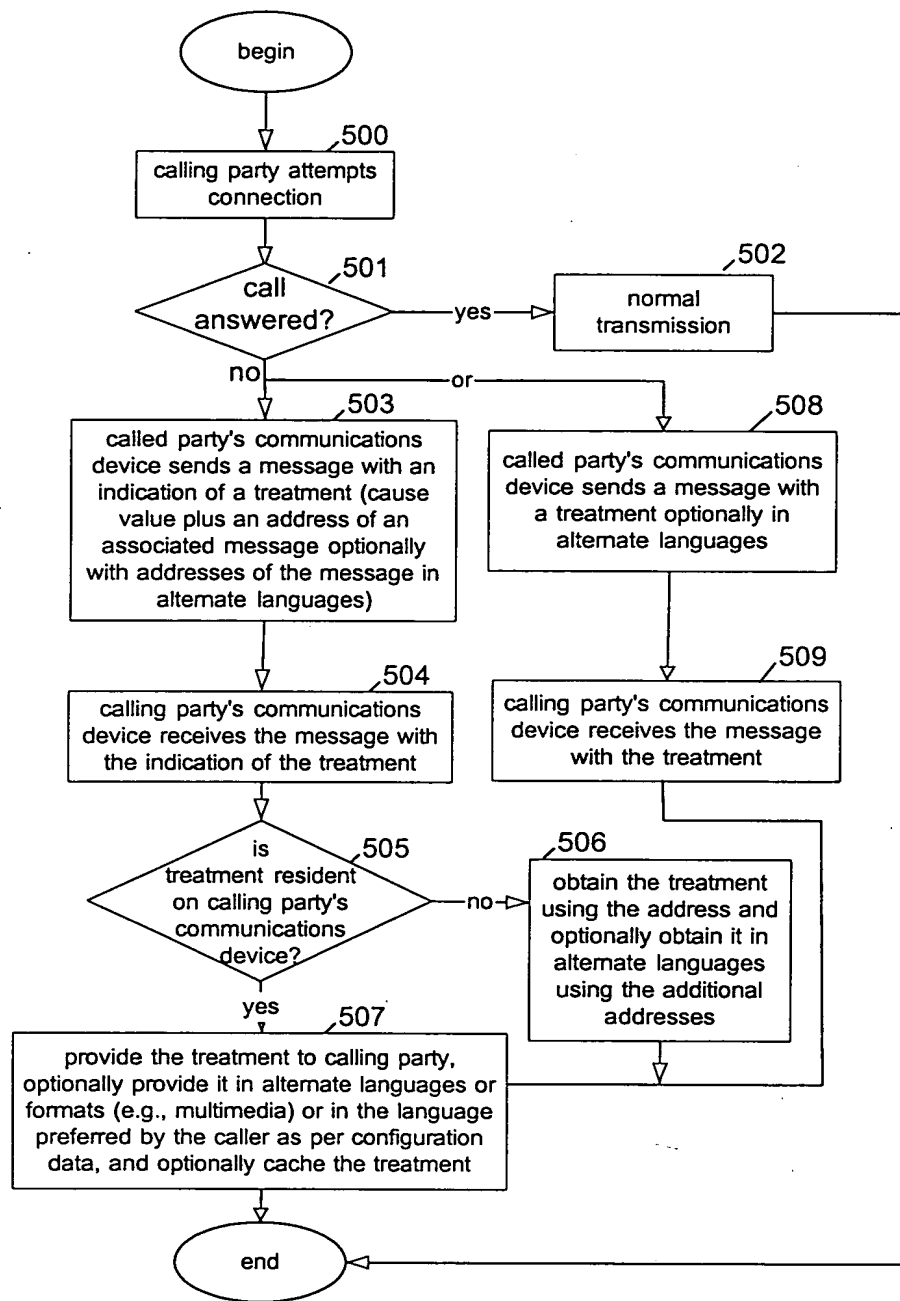 begin
500
calling party attempts
connection
501
call
answered?
yes
502
normal
transmission
no
or
503
called party's communications
device sends a message with an
indication of a treatment (cause
value plus an address of an
associated message optionally
with addresses of the message in
alternate languages)
508
called party's communications
device sends a message with
a treatment optionally in
alternate languages
504
calling party's communications
device receives the message with
the indication of the treatment
509
calling party's communications
device receives the message
with the treatment
505
is
treatment resident
on calling party's
communications
device?
no
506
obtain the treatment
using the address and
optionally obtain it in
alternate languages
using the additional
addresses
yes
507
provide the treatment to calling party,
optionally provide it in alternate languages or
formats (e.g., multimedia) or in the language
preferred by the caller as per configuration
data, and optionally cache the treatment
end